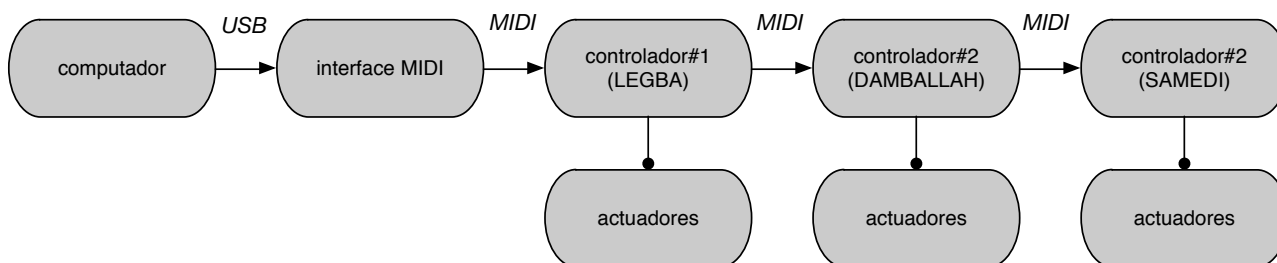 USB
MIDI
MIDI
MIDI
computador
interface MIDI
controlador#1
(LEGBA)
controlador#2
(DAMBALLAH)
controlador#2
(SAMEDI)
actuadores
actuadores
actuadores